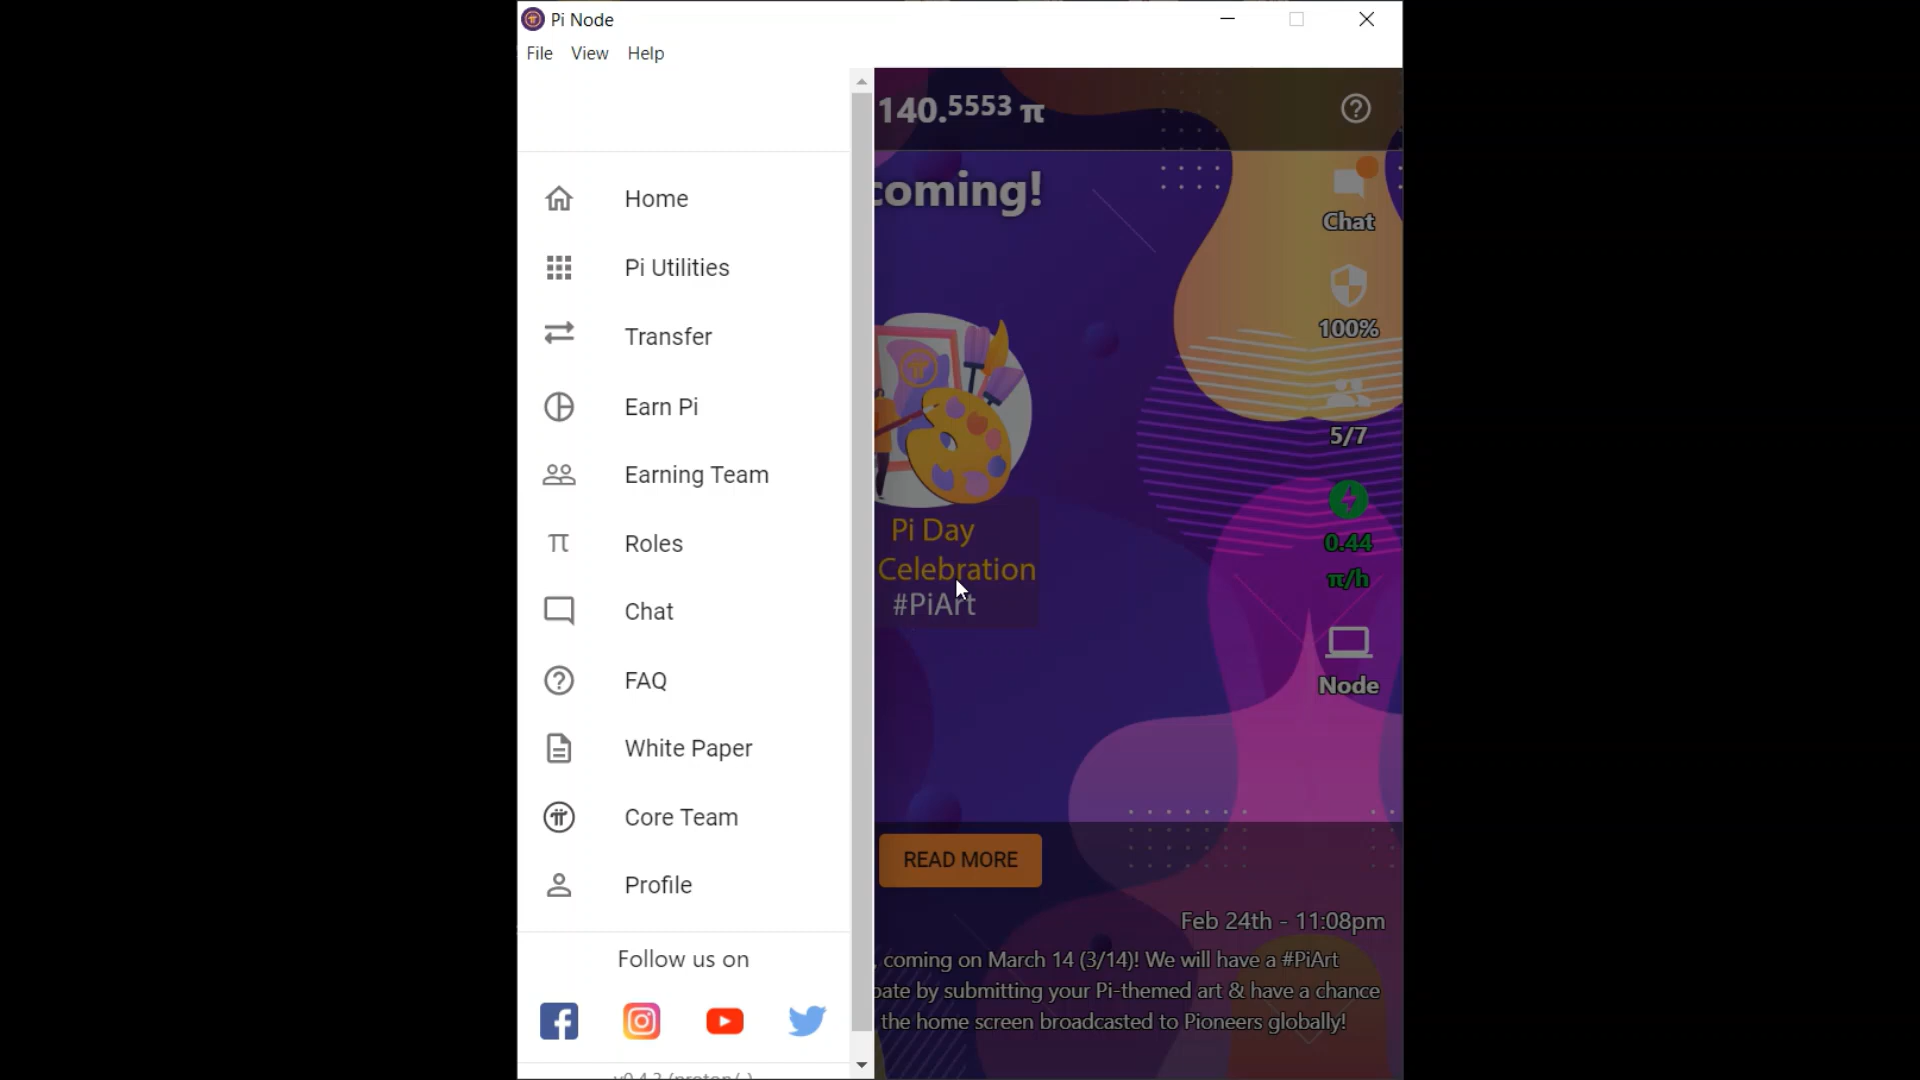 Pi Node
File View Help
140.5553 π
coming!
Home
Pi Utilities
Transfer
Earn Pi
Earning Team
Roles
Chat
FAQ
White Paper
Core Team
Profile
Follow us on
Chat
100%
5/7
0.44
π/h
Node
Pi Day
Celebration
#PiArt
READ MORE
Feb 24th - 11:08pm
, coming on March 14 (3/14)! We will have a #PiArt
by submitting your Pi-themed art & have a chance
the home screen broadcasted to Pioneers globally!